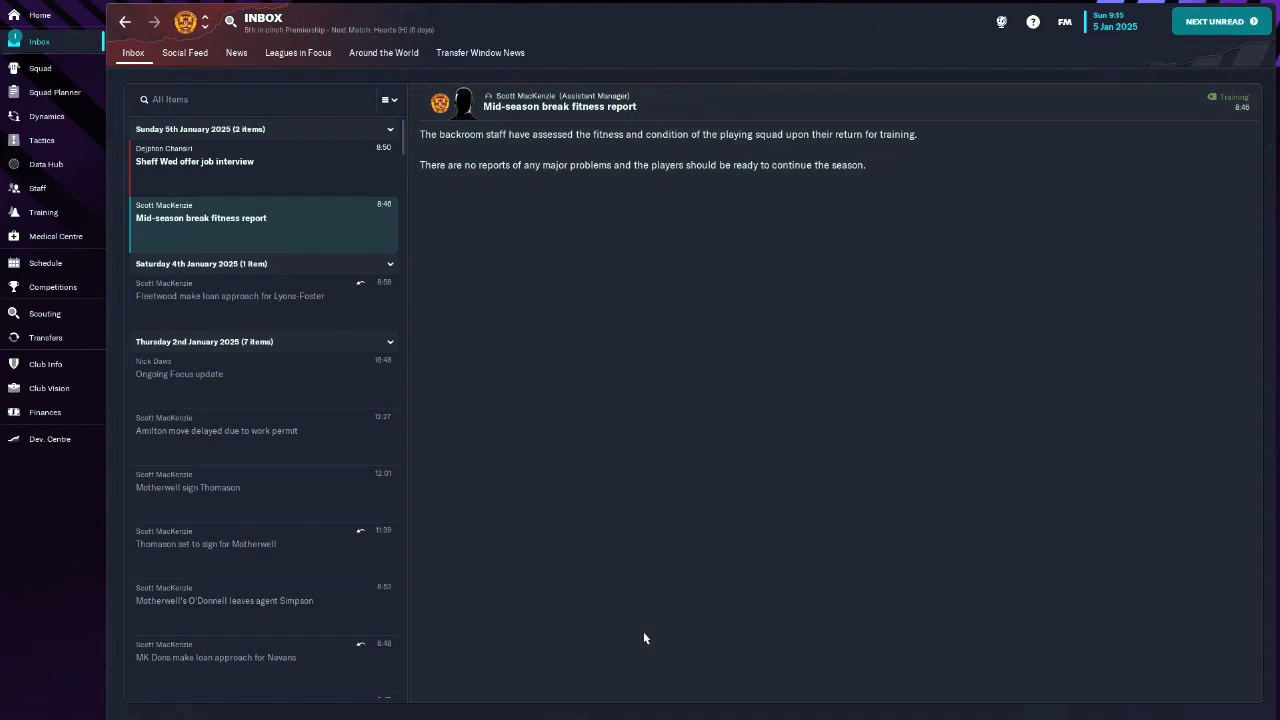 Home
INBOX
5th in cinch Premiership - Next Match: Hearts (H) (6 days)
FM
Sun 9:15
5 Jan 2025
NEXT UNREAD
1
Inbox
Squad
Squad Planner
Dynamics
Tactics
Data Hub
Staff
Training
Medical Centre
Schedule
Competitions
Scouting
Transfers
Club Info
Club Vision
Finances
Dev. Centre
Inbox
Social Feed
News
Leagues in Focus
Around the World
Transfer Window News
All Items
Sunday 5th January 2025 (2 items)
Dejphon Chansiri
8:50
Sheff Wed offer job interview
Scott MacKenzie
8:46
Mid-season break fitness report
Saturday 4th January 2025 (1 item)
Scott MacKenzie
8:58
Fleetwood make loan approach for Lyons-Foster
Thursday 2nd January 2025 (7 items)
Nick Daws
16:48
Ongoing Focus update
Scott MacKenzie
12:27
Amilton move delayed due to work permit
Scott MacKenzie
12:01
Motherwell sign Thomason
Scott MacKenzie
11:39
Thomason set to sign for Motherwell
Scott MacKenzie
8:53
Motherwell's O'Donnell leaves agent Simpson
Scott MacKenzie
8:48
MK Dons make loan approach for Nevans
Scott MacKenzie (Assistant Manager)
Mid-season break fitness report
Training
8:46
The backroom staff have assessed the fitness and condition of the playing squad upon their return for training.
There are no reports of any major problems and the players should be ready to continue the season.